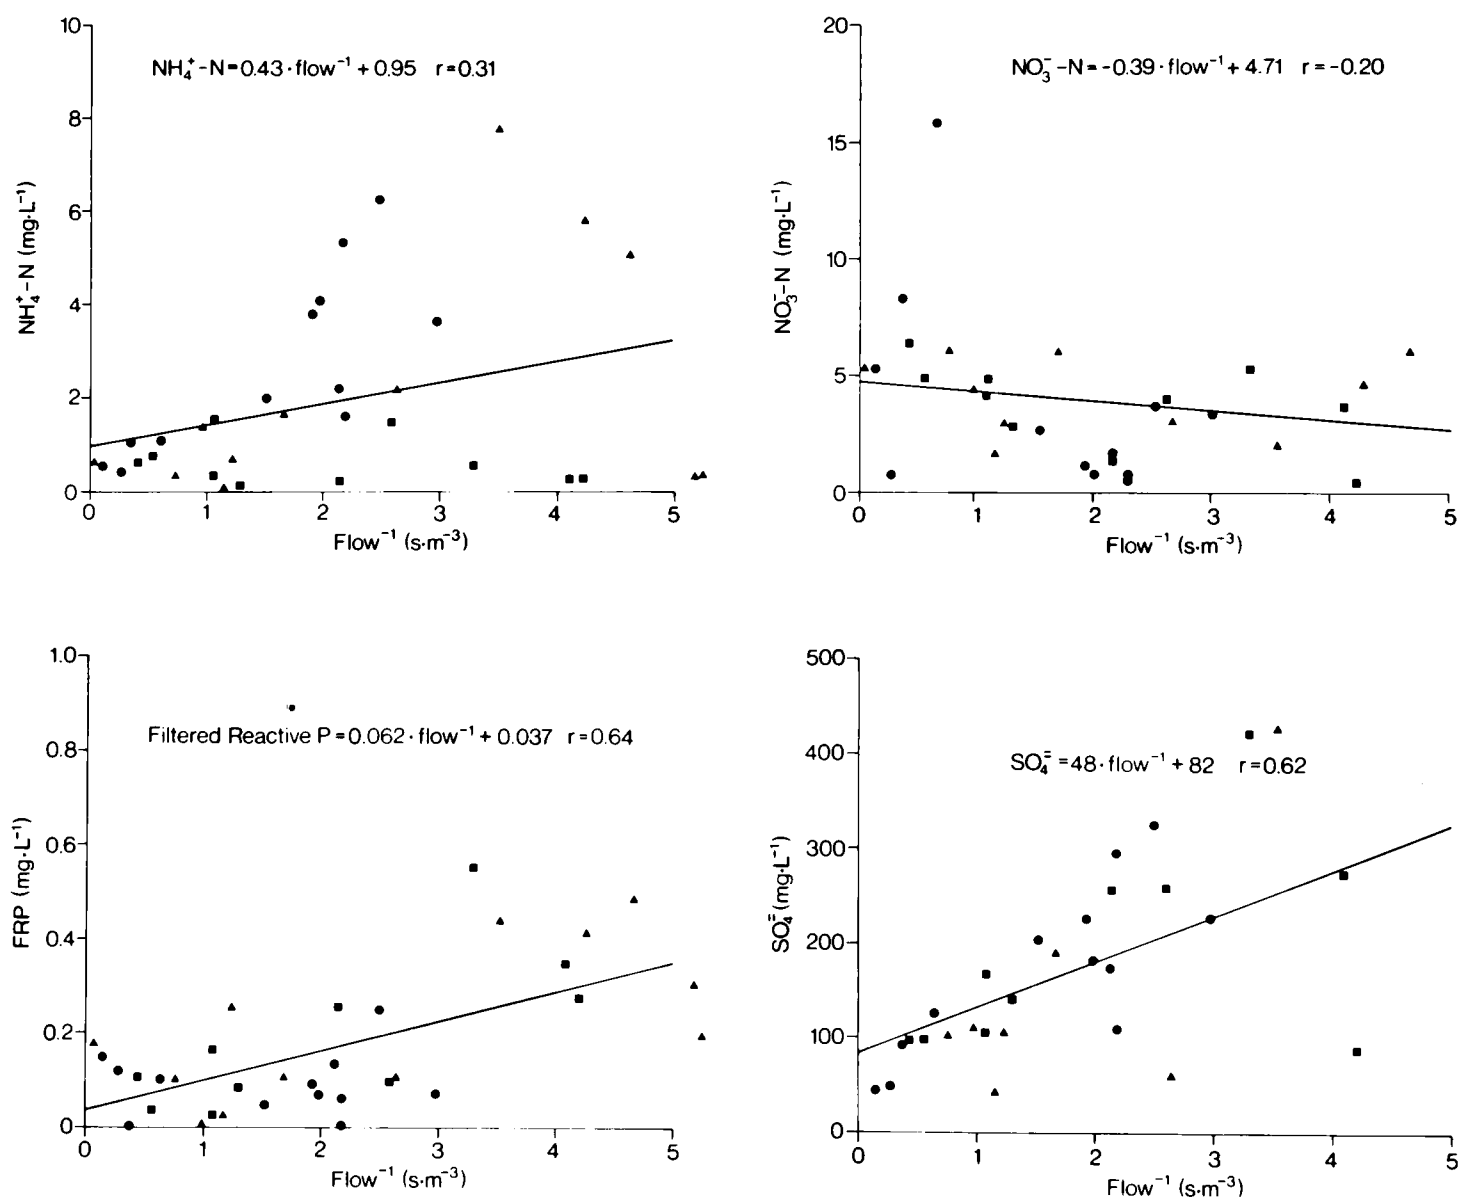 10
NH₄⁺-N=0.43·flow⁻¹+0.95 r=0.31
8
6
4
2
0
NH₄⁺-N (mg·L⁻¹)
0 1 2 3 4 5
Flow⁻¹ (s·m⁻³)
20
NO₃⁻-N=-0.39·flow⁻¹+4.71 r=-0.20
15
10
5
0
NO₃⁻-N (mg·L⁻¹)
0 1 2 3 4 5
Flow⁻¹ (s·m⁻³)
1.0
0.8
Filtered Reactive P=0.062·flow⁻¹+0.037 r=0.64
0.6
0.4
0.2
0
FRP (mg·L⁻¹)
0 1 2 3 4 5
Flow⁻¹ (s·m⁻³)
500
400
SO₄⁼=48·flow⁻¹+82 r=0.62
300
200
100
0
SO₄⁼(mg·L⁻¹)
0 1 2 3 4 5
Flow⁻¹ (s·m⁻³)